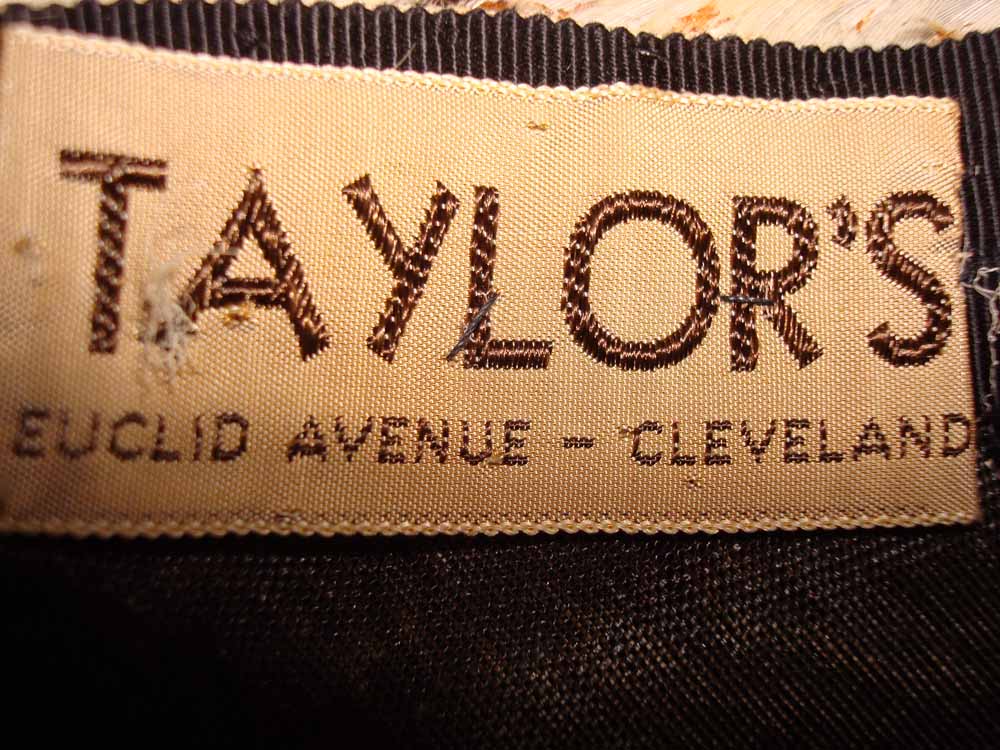 TAYLOR'S
EUCLID AVENUE - CLEVELAND